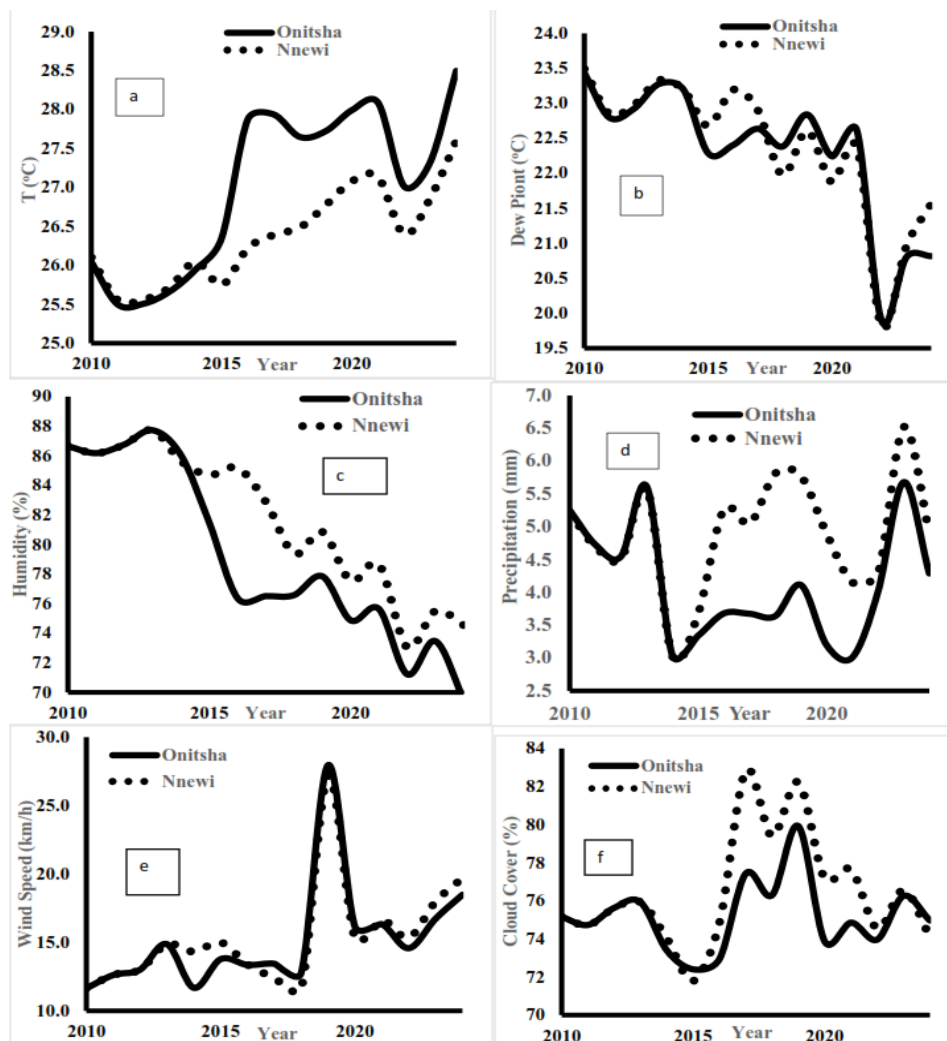 29.0
28.5
28.0
27.5
27.0
26.5
26.0
25.5
25.0
T (°C)
Onitsha
Nnewi
a
2010
2015
Year
2020
24.0
23.5
23.0
22.5
22.0
21.5
21.0
20.5
20.0
19.5
Dew Piont (°C)
Onitsha
Nnewi
b
2010
2015
Year
2020
90
88
86
84
82
80
78
76
74
72
70
Humidity (%)
Onitsha
Nnewi
c
2010
2015
Year
2020
7.0
6.5
6.0
5.5
5.0
4.5
4.0
3.5
3.0
2.5
Precipitation (mm)
Onitsha
Nnewi
d
2010
2015
Year
2020
30.0
25.0
20.0
15.0
10.0
Wind Speed (km/h)
Onitsha
Nnewi
e
2010
2015
Year
2020
84
82
80
78
76
74
72
70
Cloud Cover (%)
Onitsha
Nnewi
f
2010
2015
Year
2020